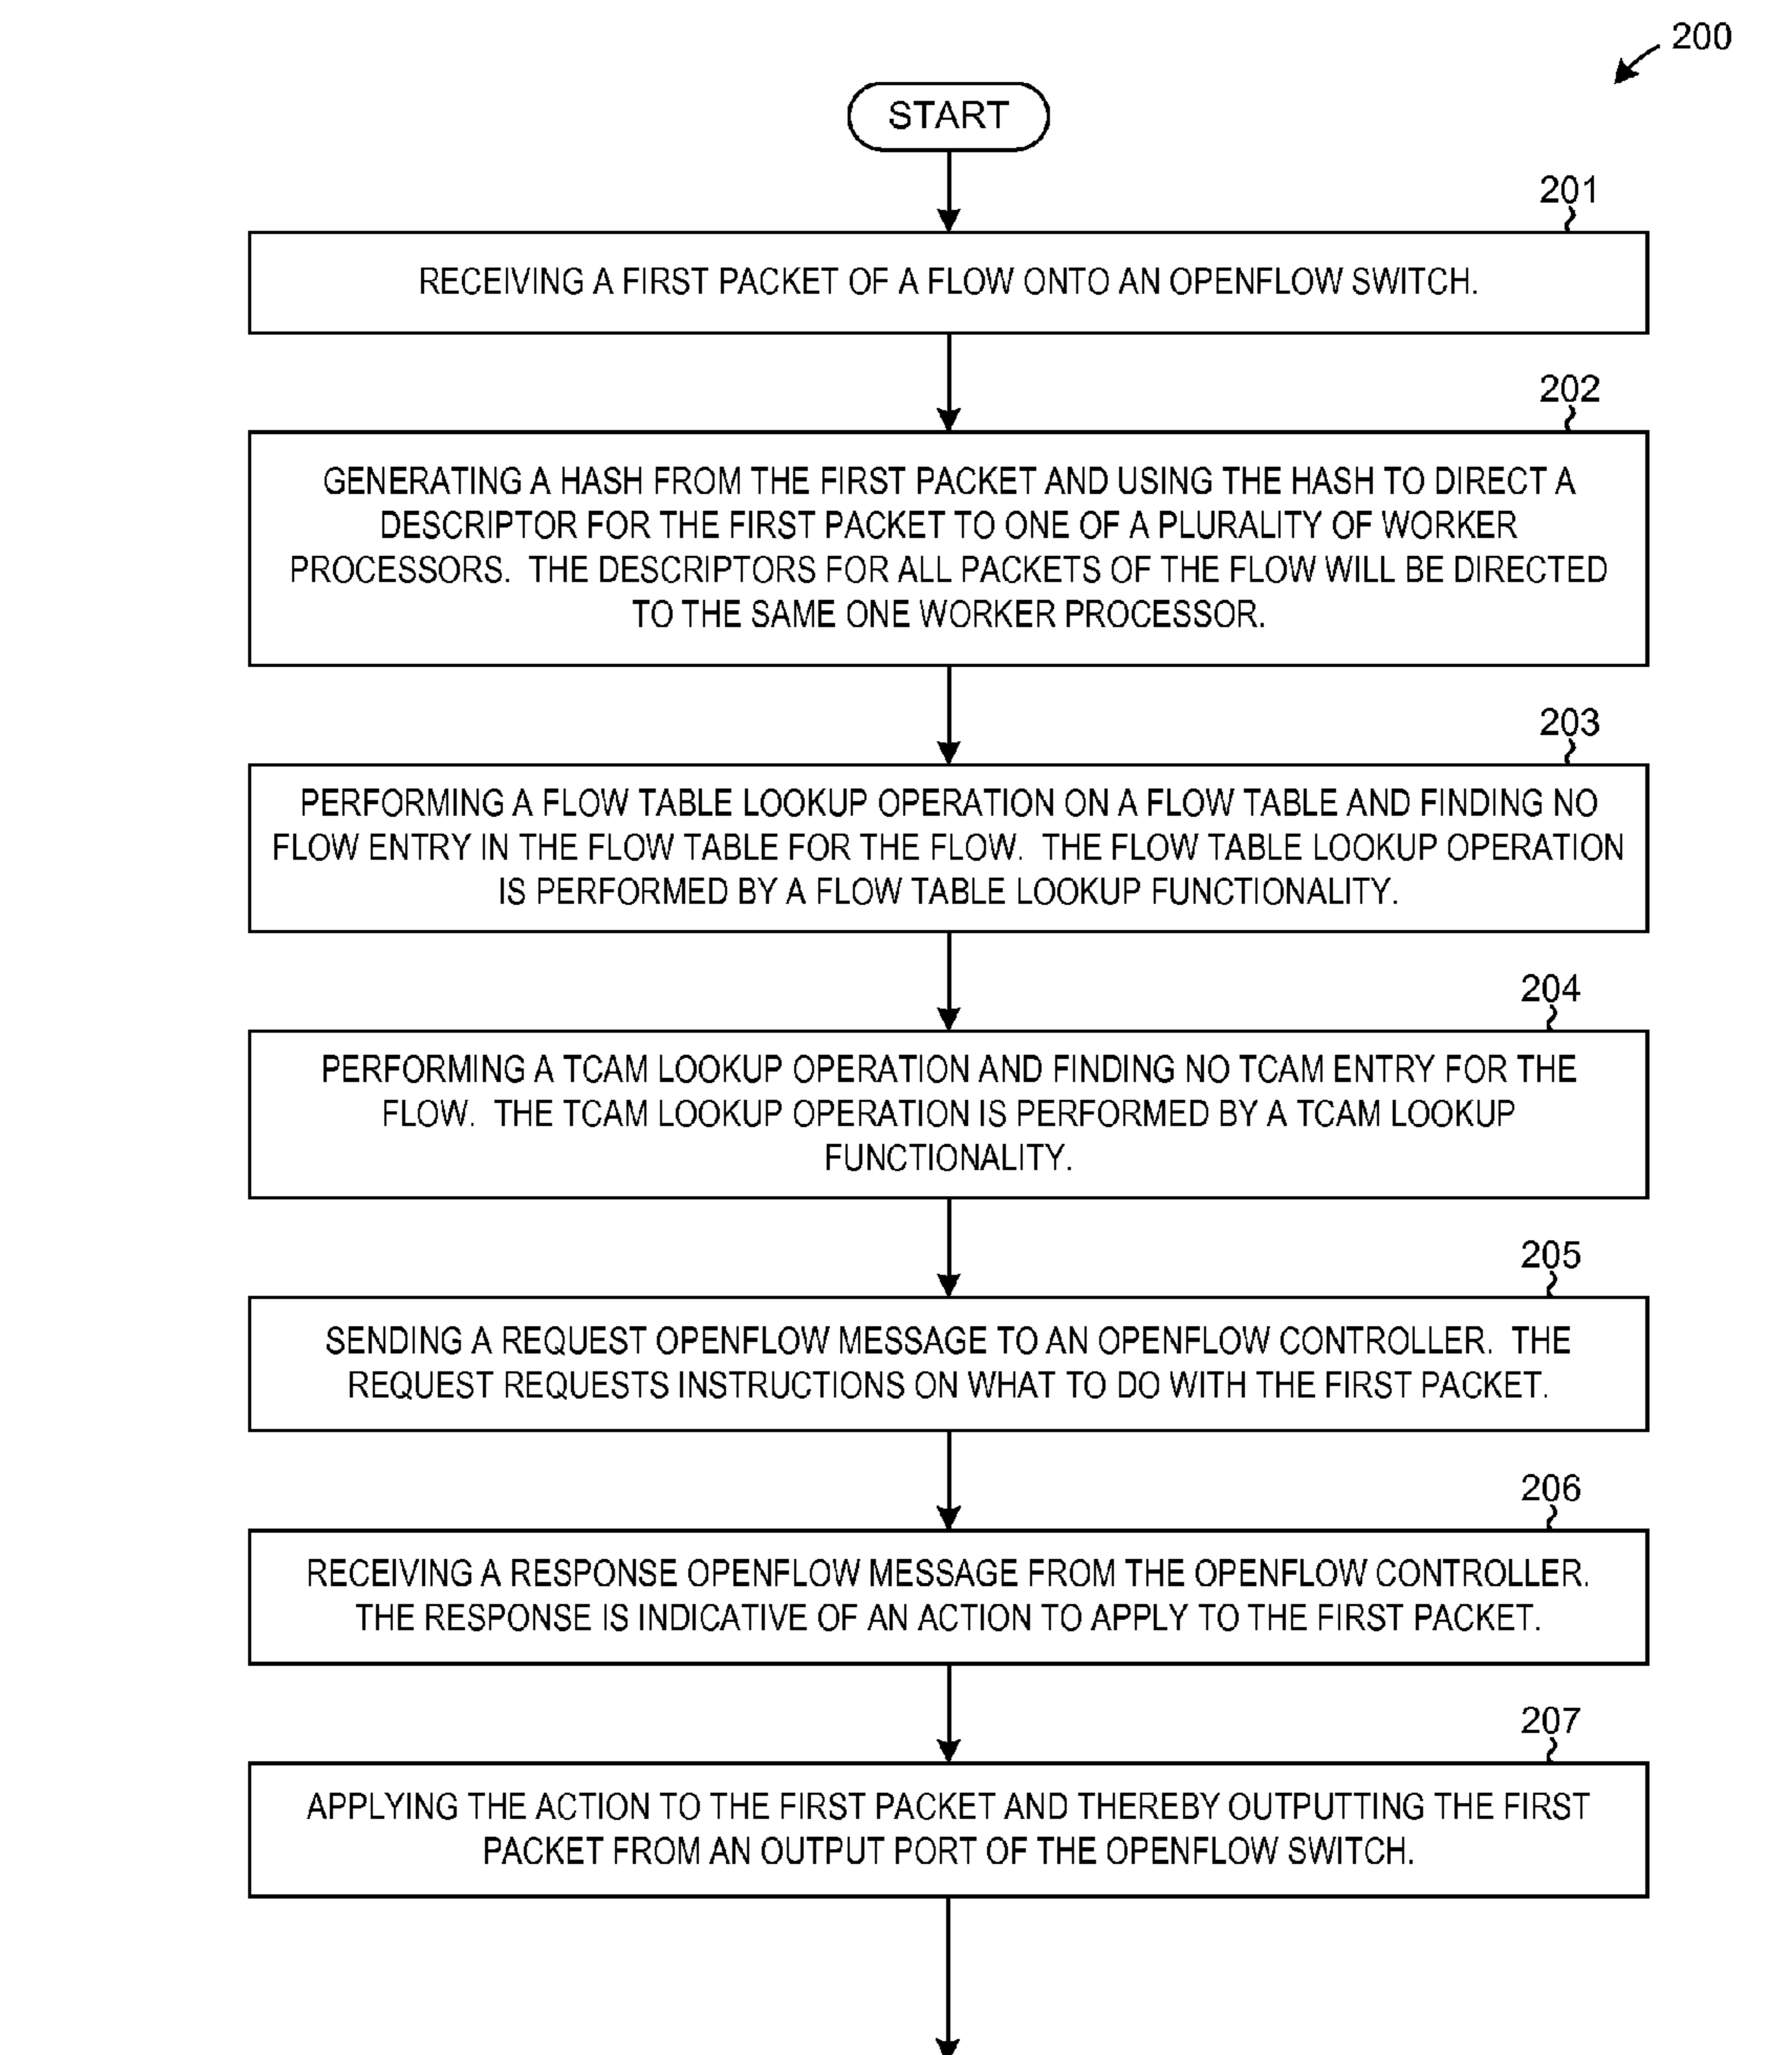 200
START
201
RECEIVING A FIRST PACKET OF A FLOW ONTO AN OPENFLOW SWITCH.
202
GENERATING A HASH FROM THE FIRST PACKET AND USING THE HASH TO DIRECT A
DESCRIPTOR FOR THE FIRST PACKET TO ONE OF A PLURALITY OF WORKER
PROCESSORS. THE DESCRIPTORS FOR ALL PACKETS OF THE FLOW WILL BE DIRECTED
TO THE SAME ONE WORKER PROCESSOR.
203
PERFORMING A FLOW TABLE LOOKUP OPERATION ON A FLOW TABLE AND FINDING NO
FLOW ENTRY IN THE FLOW TABLE FOR THE FLOW. THE FLOW TABLE LOOKUP OPERATION
IS PERFORMED BY A FLOW TABLE LOOKUP FUNCTIONALITY.
204
PERFORMING A TCAM LOOKUP OPERATION AND FINDING NO TCAM ENTRY FOR THE
FLOW. THE TCAM LOOKUP OPERATION IS PERFORMED BY A TCAM LOOKUP
FUNCTIONALITY.
205
SENDING A REQUEST OPENFLOW MESSAGE TO AN OPENFLOW CONTROLLER. THE
REQUEST REQUESTS INSTRUCTIONS ON WHAT TO DO WITH THE FIRST PACKET.
206
RECEIVING A RESPONSE OPENFLOW MESSAGE FROM THE OPENFLOW CONTROLLER.
THE RESPONSE IS INDICATIVE OF AN ACTION TO APPLY TO THE FIRST PACKET.
207
APPLYING THE ACTION TO THE FIRST PACKET AND THEREBY OUTPUTTING THE FIRST
PACKET FROM AN OUTPUT PORT OF THE OPENFLOW SWITCH.